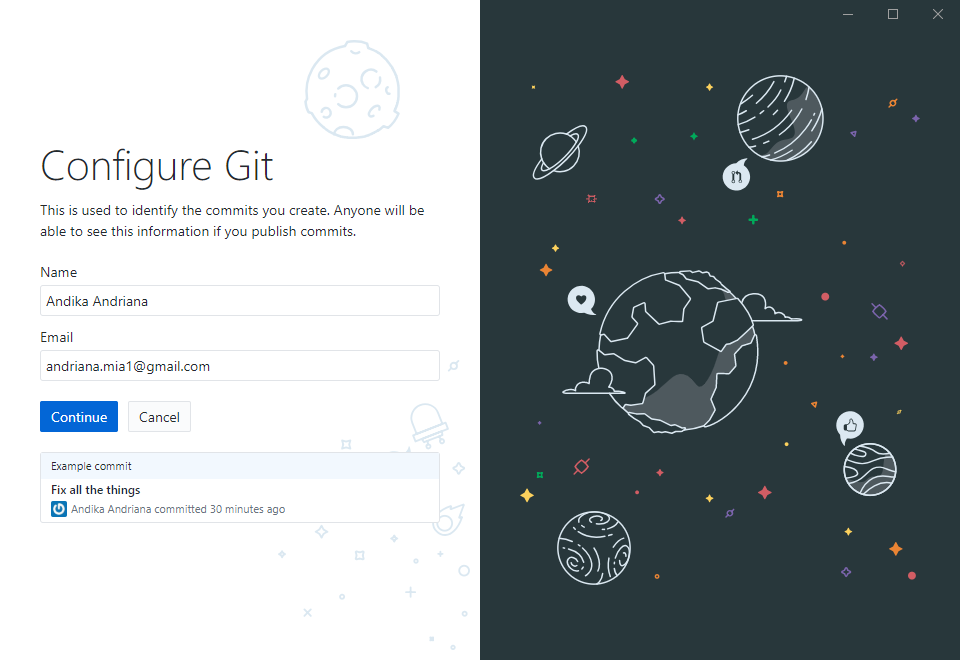 Configure Git
This is used to identify the commits you create. Anyone will be
able to see this information if you publish commits.
Name
Andika Andriana
Email
andriana.mia1@gmail.com
Continue
Cancel
Example commit
Fix all the things
Andika Andriana committed 30 minutes ago